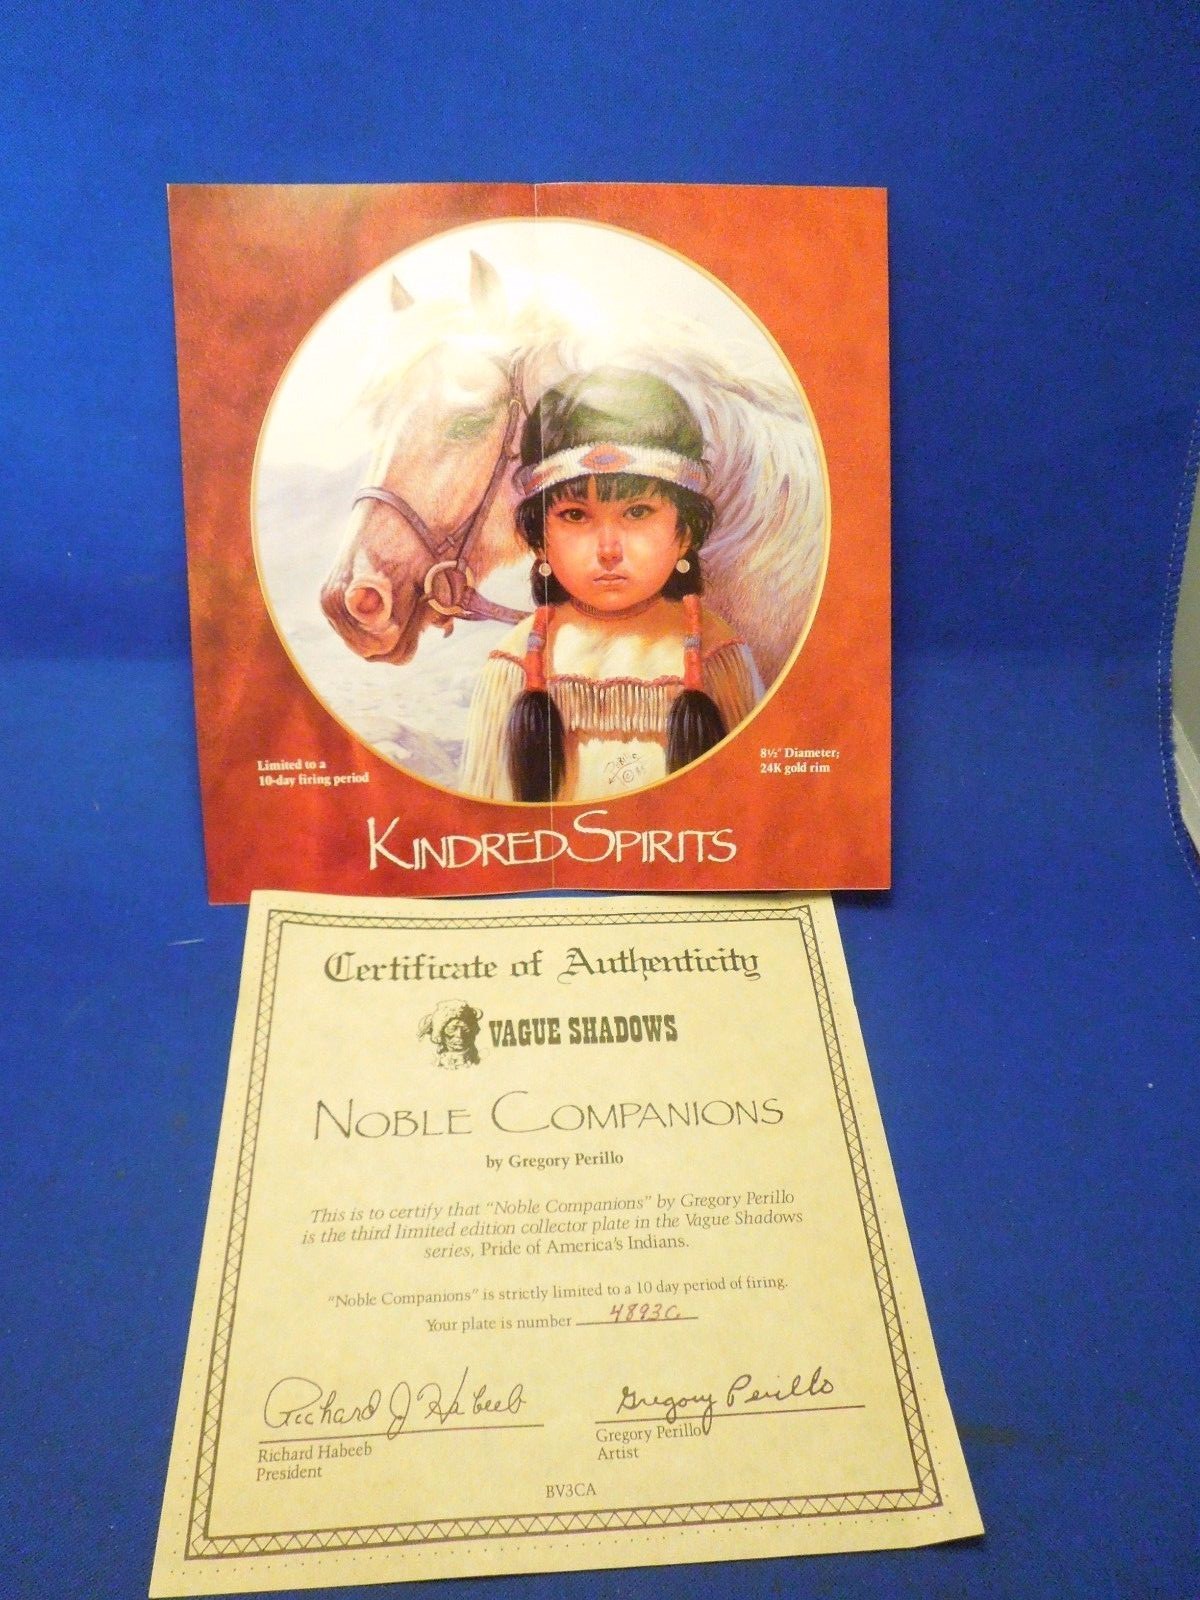 Limited to a
10-day firing period
8½" Diameter;
24K gold rim
KINDRED SPIRITS
Certificate of Authenticity
VAGUE SHADOWS
NOBLE COMPANIONS
by Gregory Perillo
This is to certify that "Noble Companions" by Gregory Perillo
is the third limited edition collector plate in the Vague Shadows
series, Pride of America's Indians.
"Noble Companions" is strictly limited to a 10 day period of firing.
Your plate is number 4893C
Richard J Habeeb
Gregory Perillo
Richard Habeeb
President
Gregory Perillo
Artist
BV3CA